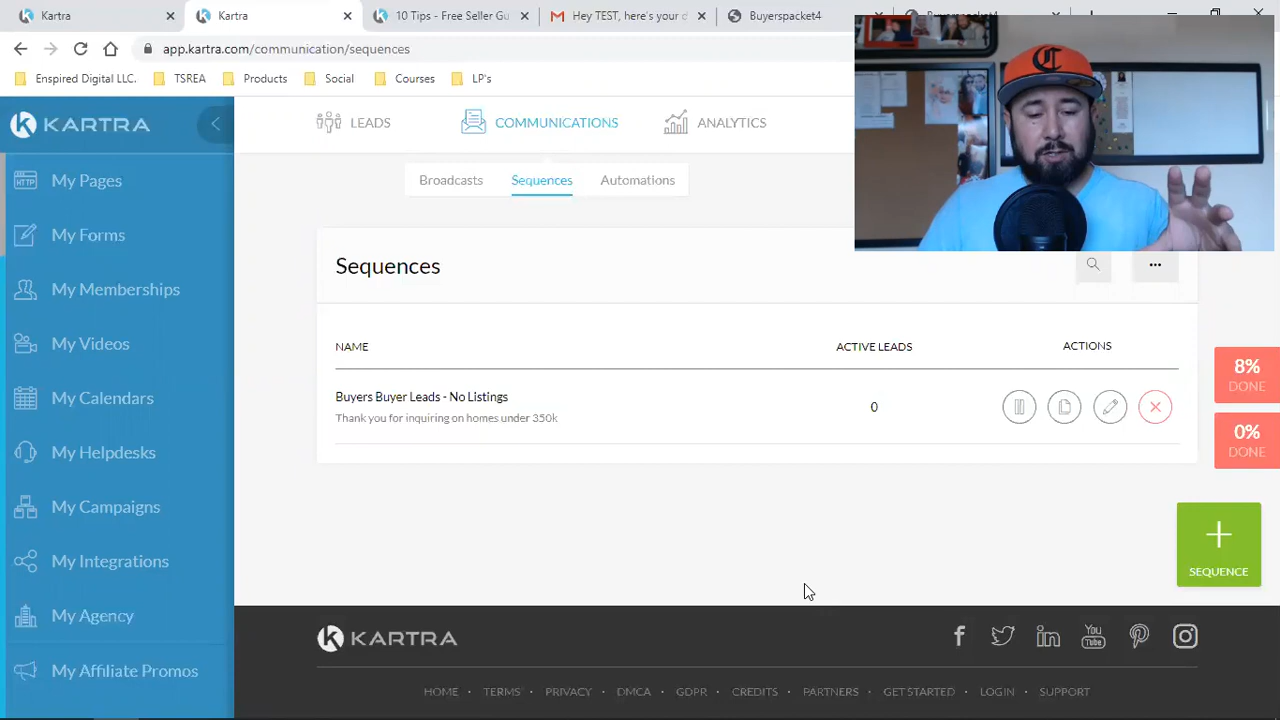 Kartra
Kartra
10 Tips - Free Seller Gu
Hey TEST, here's your d
Buyerspacket4
Buyerspacket4
app.kartra.com/communication/sequences
Enspired Digital LLC.
TSREA
Products
Social
Courses
LP's
KARTRA
LEADS
COMMUNICATIONS
ANALYTICS
HTTP
My Pages
My Forms
My Memberships
My Videos
My Calendars
My Helpdesks
My Campaigns
My Integrations
My Agency
My Affiliate Promos
Broadcasts
Sequences
Automations
Sequences
NAME
ACTIVE LEADS
ACTIONS
Buyers Buyer Leads - No Listings
0
Thank you for inquiring on homes under 350k
8%
DONE
0%
DONE
+
SEQUENCE
KARTRA
You
Tube
HOME · TERMS · PRIVACY · DMCA · GDPR · CREDITS · PARTNERS · GET STARTED · LOGIN · SUPPORT